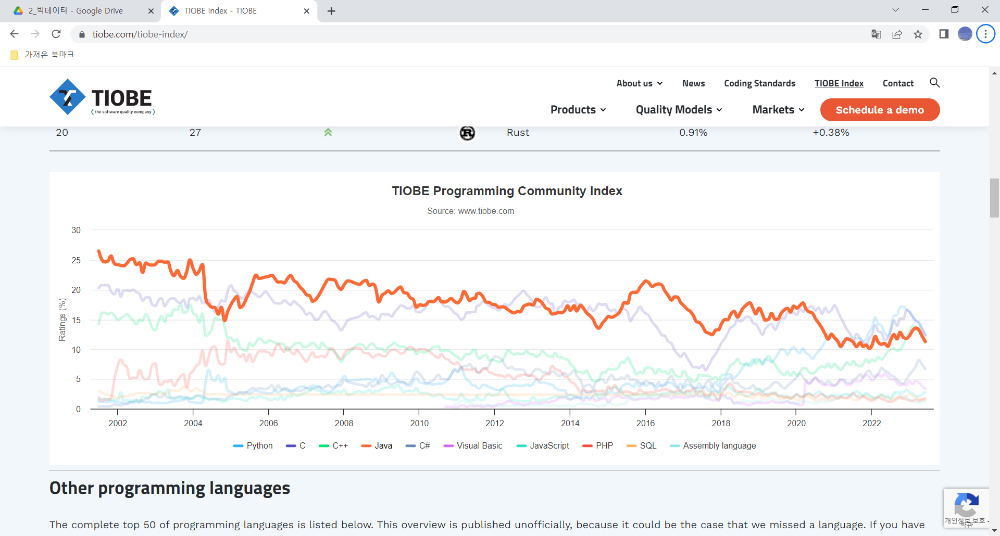 2_빅데이터 - Google Drive
TIOBE Index - TIOBE
tiobe.com/tiobe-index/
가져온 북마크
About us
News
Coding Standards
TIOBE Index
Contact
TIOBE
⟨ the software quality company ⟩
Products
Quality Models
Markets
Schedule a demo
20 27 Rust 0.91% +0.38%
TIOBE Programming Community Index
Source: www.tiobe.com
Ratings (%)
30
25
20
15
10
5
0
2002 2004 2006 2008 2010 2012 2014 2016 2018 2020 2022
Python C C++ Java C# Visual Basic JavaScript PHP SQL Assembly language
Other programming languages
The complete top 50 of programming languages is listed below. This overview is published unofficially, because it could be the case that we missed a language. If you have
개인정보 보호 -
약관